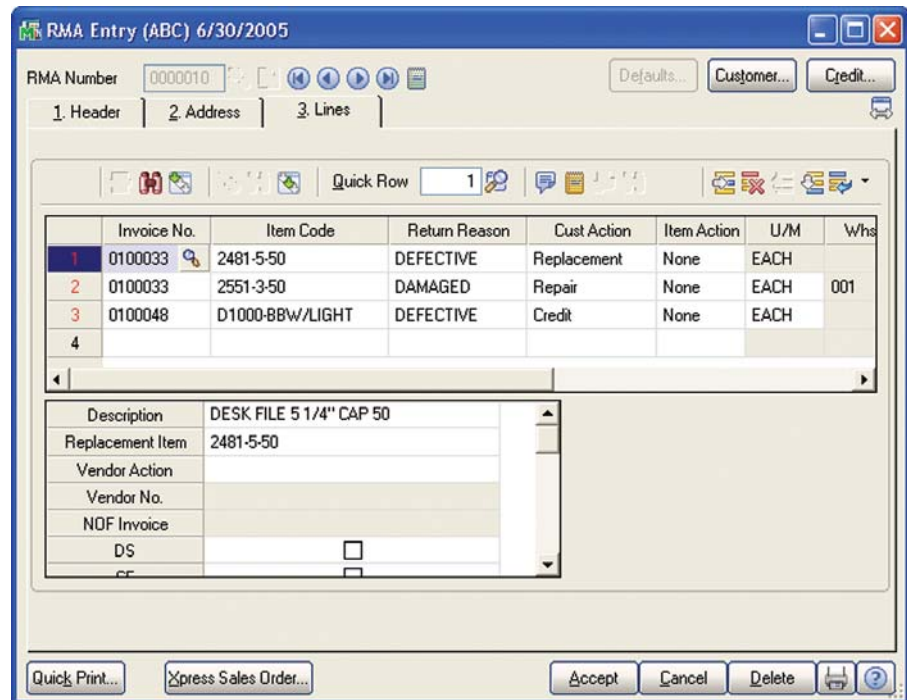 RMA Entry (ABC) 6/30/2005
RMA Number 0000010 Defaults... Customer... Credit...
1. Header 2. Address 3. Lines
Quick Row 1
Invoice No. Item Code Return Reason Cust Action Item Action U/M Whs
1 0100033 2481-5-50 DEFECTIVE Replacement None EACH
2 0100033 2551-3-50 DAMAGED Repair None EACH 001
3 0100048 D1000-BBW/LIGHT DEFECTIVE Credit None EACH
4
Description DESK FILE 5 1/4" CAP 50
Replacement Item 2481-5-50
Vendor Action
Vendor No.
NOF Invoice
DS
Quick Print... Xpress Sales Order... Accept Cancel Delete